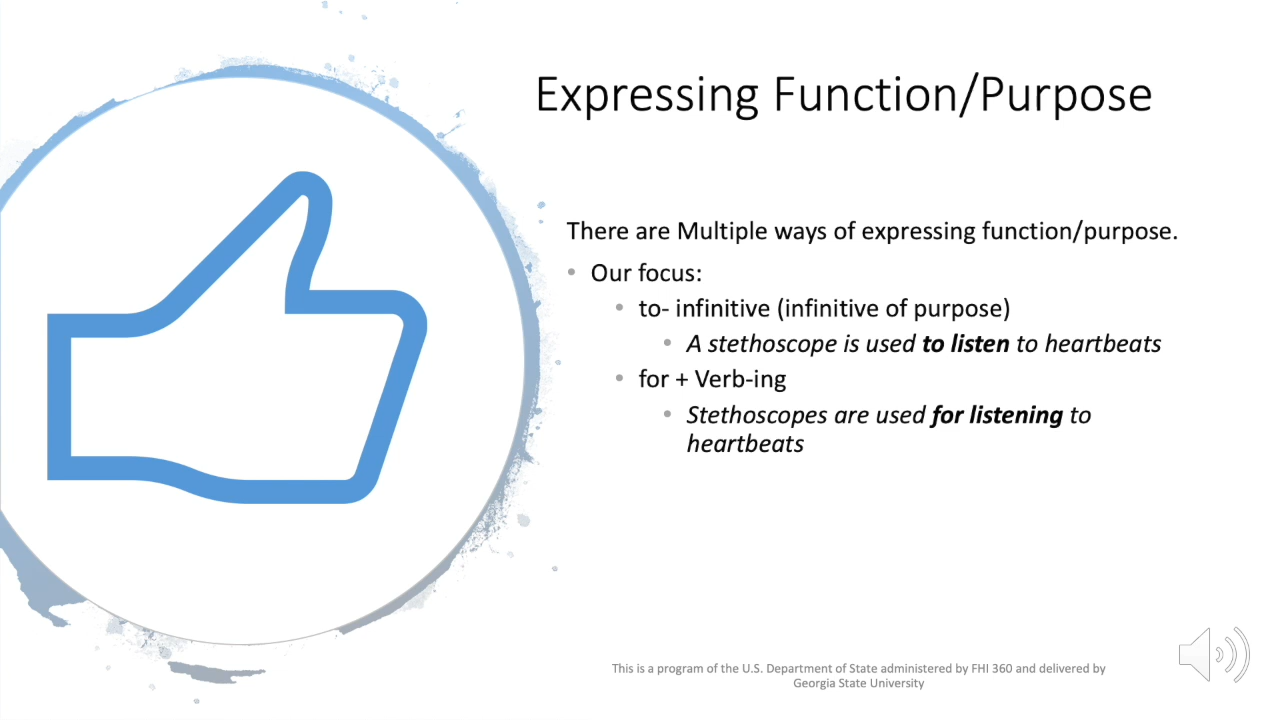 Expressing Function/Purpose
There are Multiple ways of expressing function/purpose.
• Our focus:
• to- infinitive (infinitive of purpose)
• A stethoscope is used to listen to heartbeats
• for + Verb-ing
• Stethoscopes are used for listening to
heartbeats
This is a program of the U.S. Department of State administered by FHI 360 and delivered by
Georgia State University